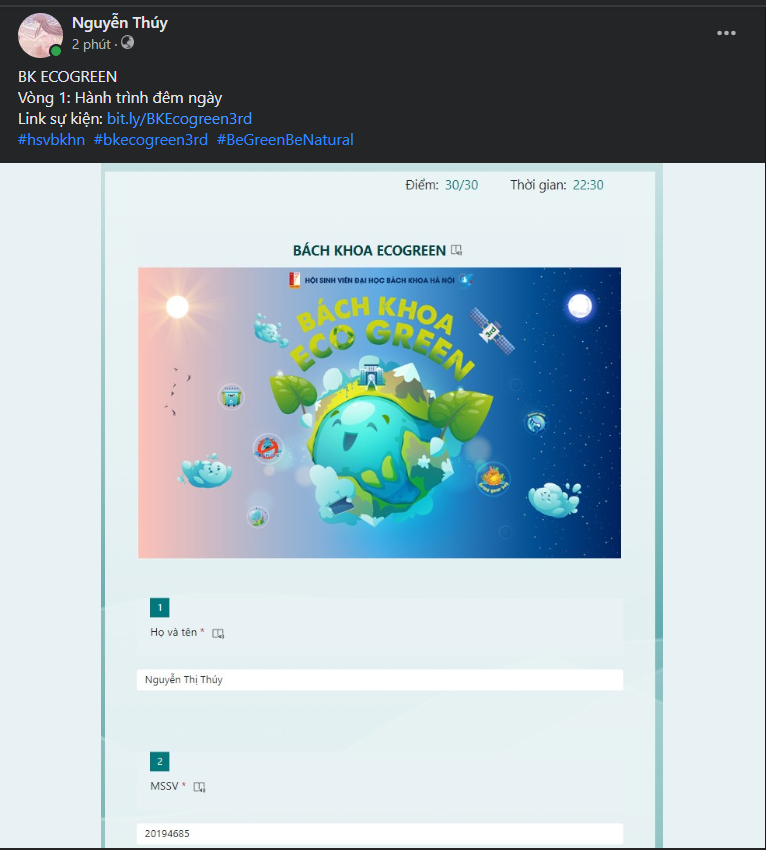 Nguyễn Thúy
2 phút ·
BK ECOGREEN
Vòng 1: Hành trình đêm ngày
Link sự kiện: bit.ly/BKEcogreen3rd
#hsvbkhn #bkecogreen3rd #BeGreenBeNatural
Điểm: 30/30 Thời gian: 22:30
BÁCH KHOA ECOGREEN
HỘI SINH VIÊN ĐẠI HỌC BÁCH KHOA HÀ NỘI
BÁCH KHOA
ECO GREEN
3rd
1
Họ và tên *
Nguyễn Thị Thúy
2
MSSV *
20194685